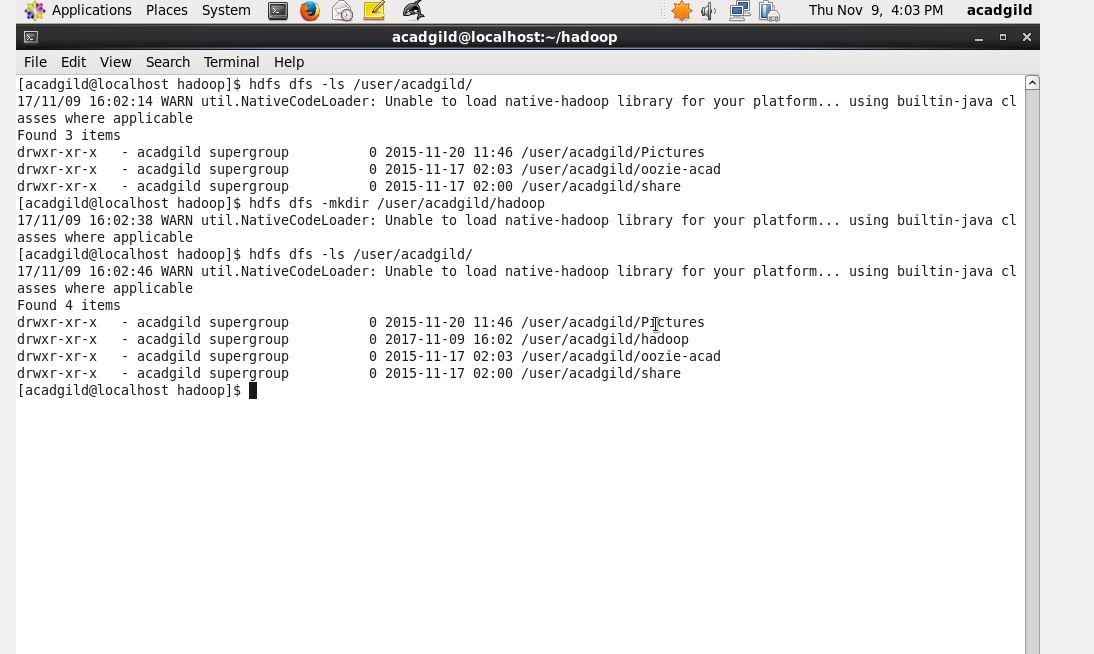 Applications Places System Thu Nov 9, 4:03 PM acadgild
acadgild@localhost:~/hadoop
File Edit View Search Terminal Help
[acadgild@localhost hadoop]$ hdfs dfs -ls /user/acadgild/
17/11/09 16:02:14 WARN util.NativeCodeLoader: Unable to load native-hadoop library for your platform... using builtin-java cl
asses where applicable
Found 3 items
drwxr-xr-x   - acadgild supergroup          0 2015-11-20 11:46 /user/acadgild/Pictures
drwxr-xr-x   - acadgild supergroup          0 2015-11-17 02:03 /user/acadgild/oozie-acad
drwxr-xr-x   - acadgild supergroup          0 2015-11-17 02:00 /user/acadgild/share
[acadgild@localhost hadoop]$ hdfs dfs -mkdir /user/acadgild/hadoop
17/11/09 16:02:38 WARN util.NativeCodeLoader: Unable to load native-hadoop library for your platform... using builtin-java cl
asses where applicable
[acadgild@localhost hadoop]$ hdfs dfs -ls /user/acadgild/
17/11/09 16:02:46 WARN util.NativeCodeLoader: Unable to load native-hadoop library for your platform... using builtin-java cl
asses where applicable
Found 4 items
drwxr-xr-x   - acadgild supergroup          0 2015-11-20 11:46 /user/acadgild/Pictures
drwxr-xr-x   - acadgild supergroup          0 2017-11-09 16:02 /user/acadgild/hadoop
drwxr-xr-x   - acadgild supergroup          0 2015-11-17 02:03 /user/acadgild/oozie-acad
drwxr-xr-x   - acadgild supergroup          0 2015-11-17 02:00 /user/acadgild/share
[acadgild@localhost hadoop]$